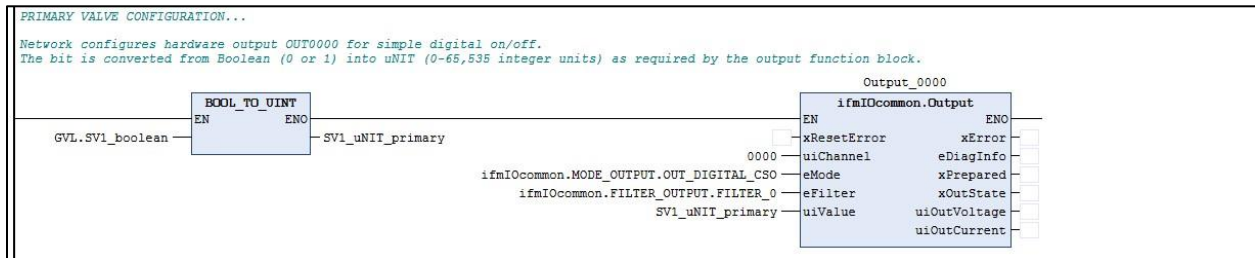 PRIMARY VALVE CONFIGURATION...
Network configures hardware output OUT0000 for simple digital on/off.
The bit is converted from Boolean (0 or 1) into uNIT (0-65,535 integer units) as required by the output function block.
Output_0000
BOOL_TO_UINT
EN ENO
GVL.SV1_boolean
SV1_uNIT_primary
ifmIOcommon.Output
EN ENO
xResetError xError
0000 uiChannel eDiagInfo
ifmIOcommon.MODE_OUTPUT.OUT_DIGITAL_CSO eMode xPrepared
ifmIOcommon.FILTER_OUTPUT.FILTER_0 eFilter xOutState
SV1_uNIT_primary uiValue uiOutVoltage
uiOutCurrent